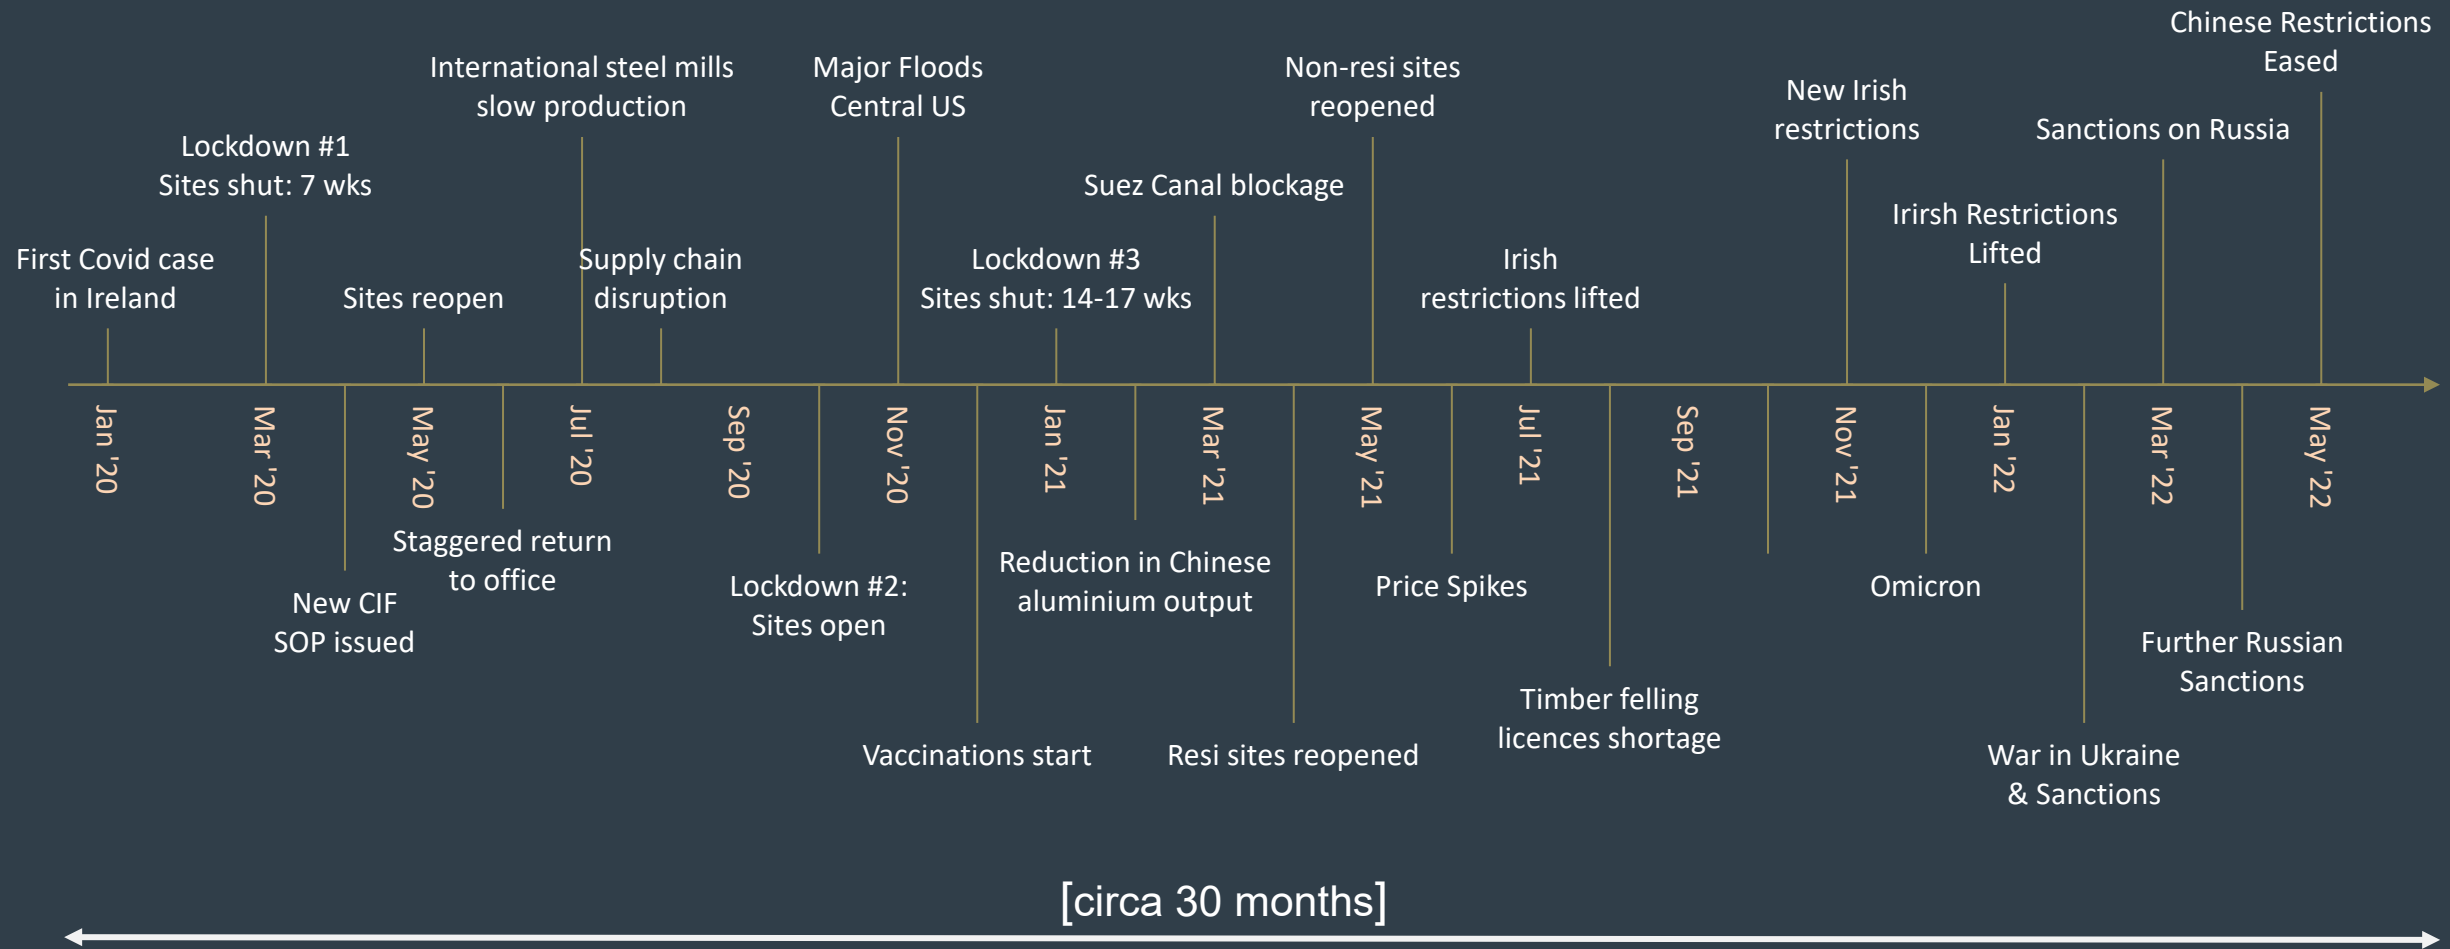 Chinese Restrictions
Eased
International steel mills
slow production
Major Floods
Central US
Non-resi sites
reopened
New Irish
restrictions
Sanctions on Russia
Lockdown #1
Sites shut: 7 wks
Suez Canal blockage
Irirsh Restrictions
Lifted
First Covid case
in Ireland
Sites reopen
Supply chain
disruption
Lockdown #3
Sites shut: 14-17 wks
Irish
restrictions lifted
Jan '20
Mar '20
May '20
Jul '20
Sep '20
Nov '20
Jan '21
Mar '21
May '21
Jul '21
Sep '21
Nov '21
Jan '22
Mar '22
May '22
Staggered return
to office
New CIF
SOP issued
Lockdown #2:
Sites open
Reduction in Chinese
aluminium output
Price Spikes
Omicron
Further Russian
Sanctions
Timber felling
licences shortage
Vaccinations start
Resi sites reopened
War in Ukraine
& Sanctions
[circa 30 months]